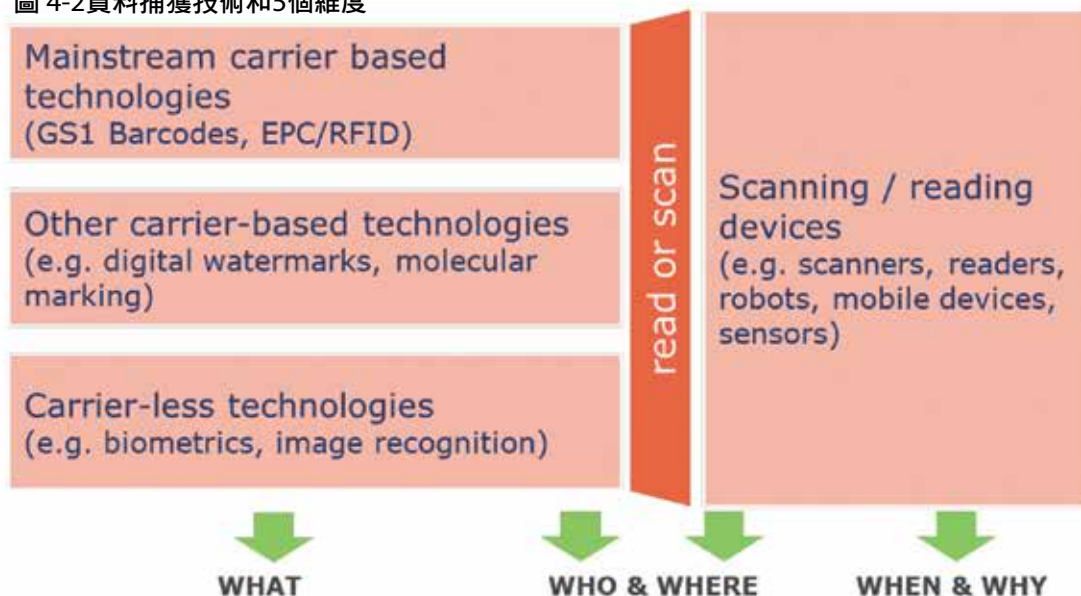 圖 4-2資料捕獲技術和5個維度
Mainstream carrier based
technologies
(GS1 Barcodes, EPC/RFID)
Other carrier-based technologies
(e.g. digital watermarks, molecular
marking)
Carrier-less technologies
(e.g. biometrics, image recognition)
read or scan
Scanning / reading
devices
(e.g. scanners, readers,
robots, mobile devices,
sensors)
WHAT
WHO & WHERE
WHEN & WHY